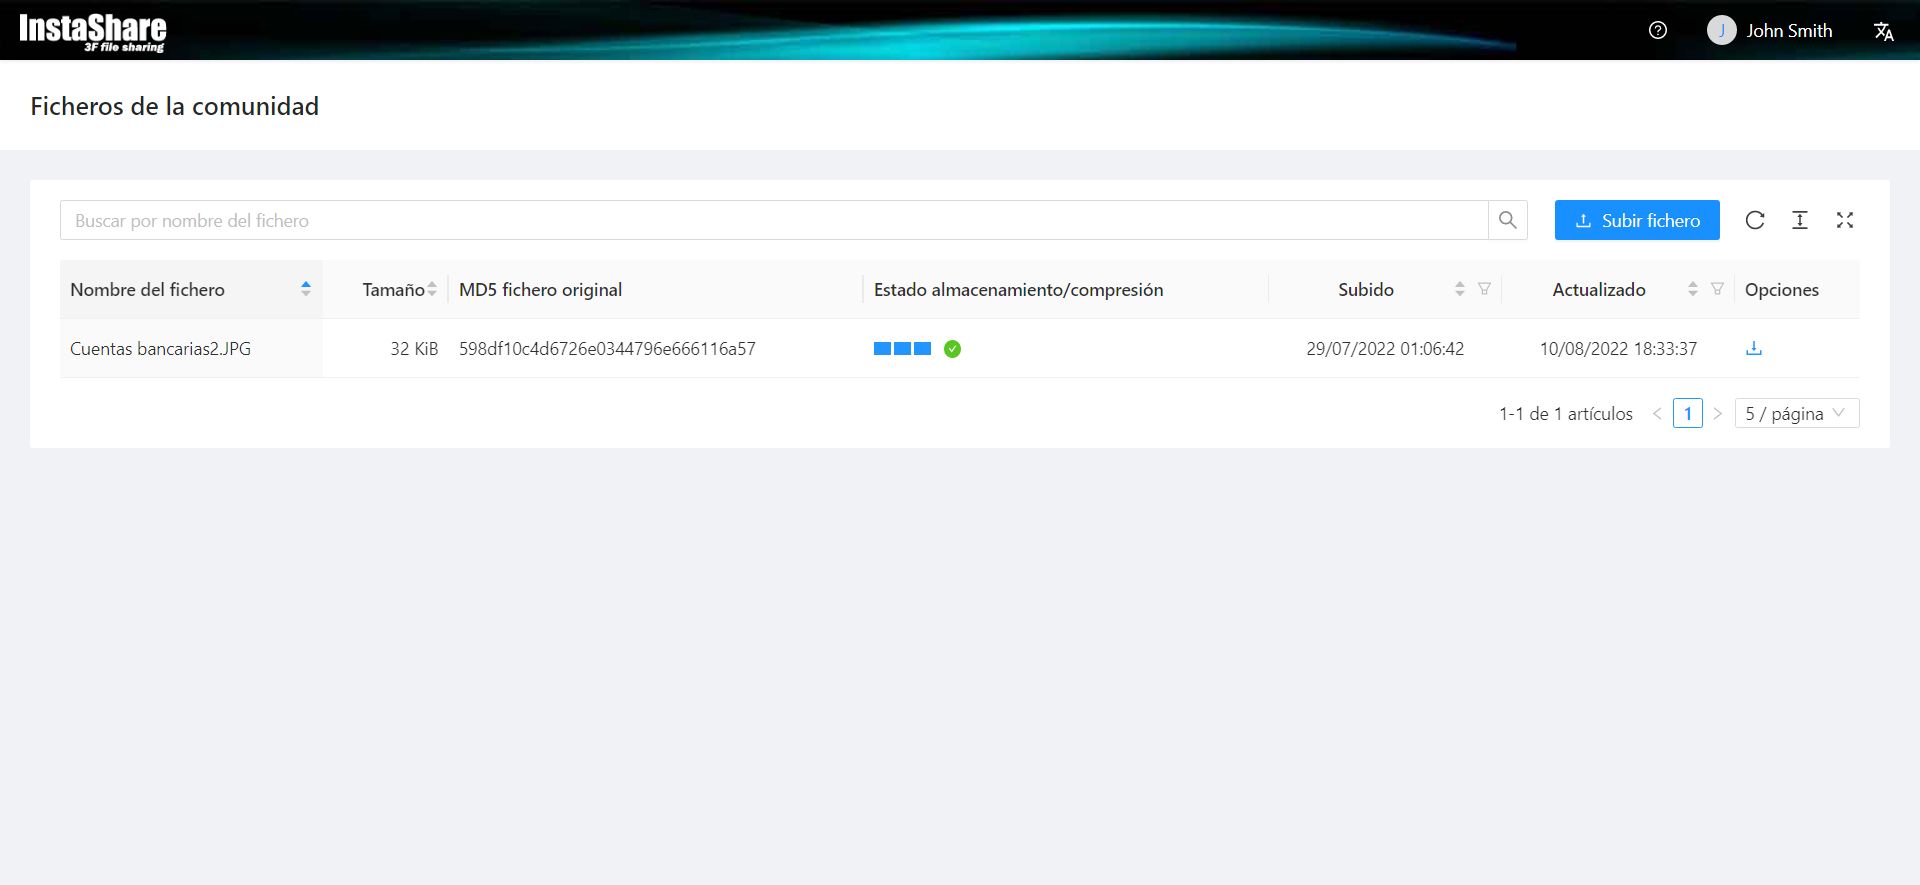 InstaShare
3F file sharing
J John Smith
Ficheros de la comunidad
Buscar por nombre del fichero
Subir fichero
Nombre del fichero Tamaño MD5 fichero original Estado almacenamiento/compresión Subido Actualizado Opciones
Cuentas bancarias2.JPG 32 KiB 598df10c4d6726e0344796e666116a57 29/07/2022 01:06:42 10/08/2022 18:33:37
1-1 de 1 artículos < 1 > 5 / página